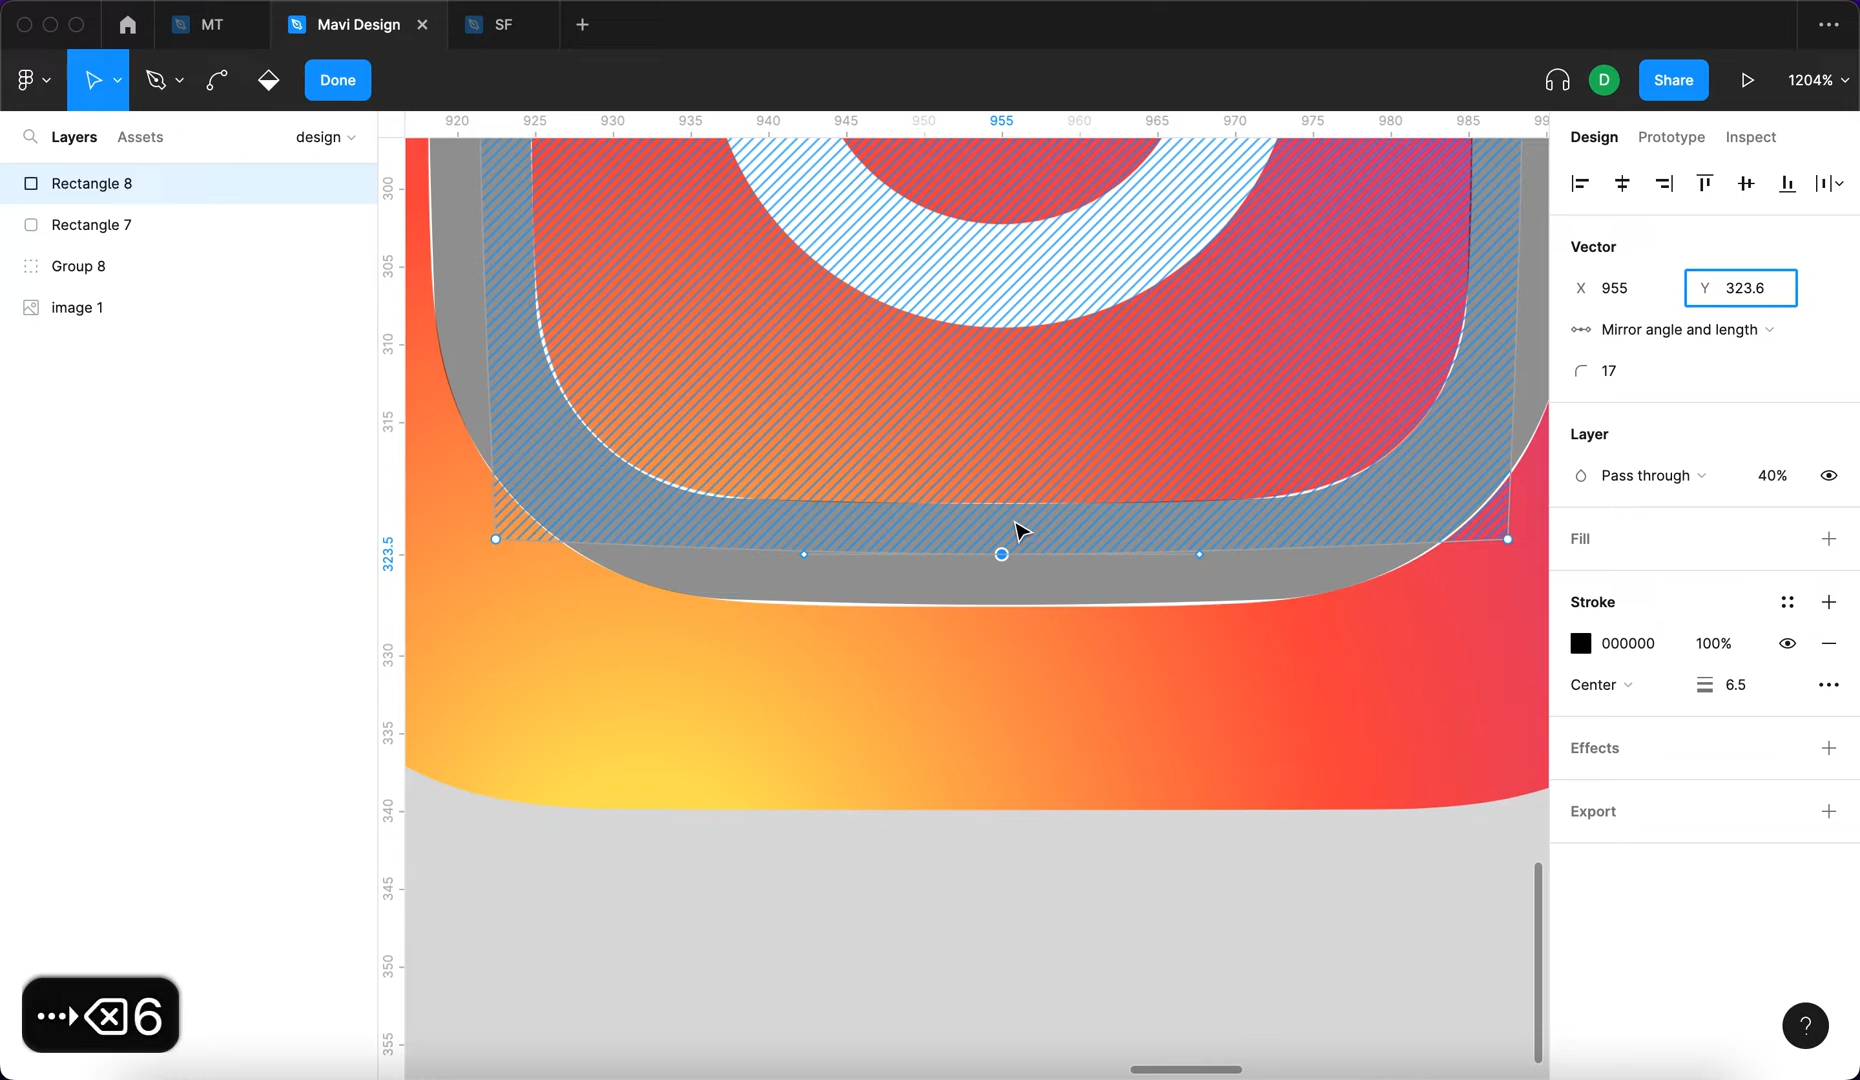 MT
Mavi Design
SF
Done
D
Share
1204%
Layers
Assets
design
920 925 930 935 940 945 950 955 960 965 970 975 980 985 99
Design
Prototype
Inspect
Rectangle 8
Rectangle 7
Group 8
image 1
300
305
310
315
323.5
330
335
340
345
350
355
Vector
X 955
Y 323.6
Mirror angle and length
17
Layer
Pass through
40%
Fill
Stroke
000000
100%
Center
6.5
Effects
Export
6
?